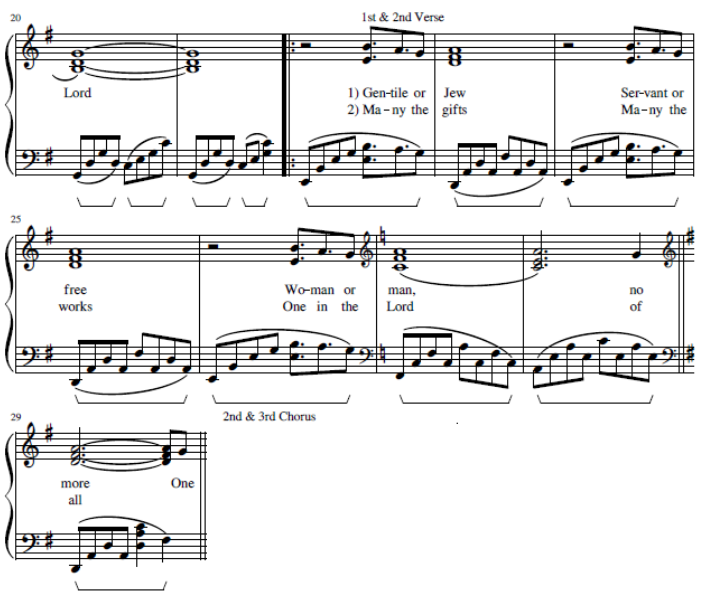 20
1st & 2nd Verse
Lord 1) Gen-tile or Jew Ser-vant or
2) Ma-ny the gifts Ma-ny the
25
free Wo-man or man, no
works One in the Lord of
29
2nd & 3rd Chorus
more One
all